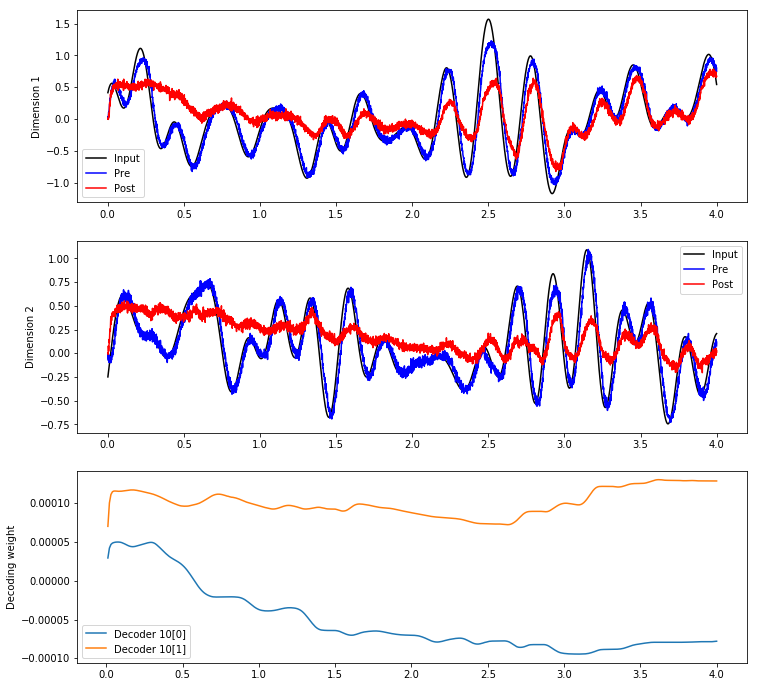 1.5
1.0
0.5
0.0
−0.5
−1.0
Dimension 1
Input
Pre
Post
0.0 0.5 1.0 1.5 2.0 2.5 3.0 3.5 4.0
1.00
0.75
0.50
0.25
0.00
−0.25
−0.50
−0.75
Dimension 2
Input
Pre
Post
0.0 0.5 1.0 1.5 2.0 2.5 3.0 3.5 4.0
0.00010
0.00005
0.00000
−0.00005
−0.00010
Decoding weight
Decoder 10[0]
Decoder 10[1]
0.0 0.5 1.0 1.5 2.0 2.5 3.0 3.5 4.0